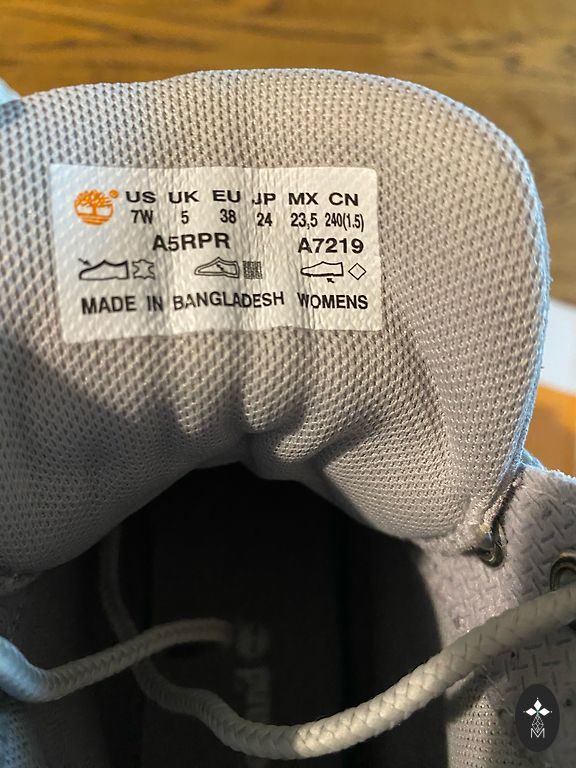 US UK EU JP MX CN
7W 5 38 24 23,5 240(1.5)
A5RPR A7219
MADE IN BANGLADESH WOMENS